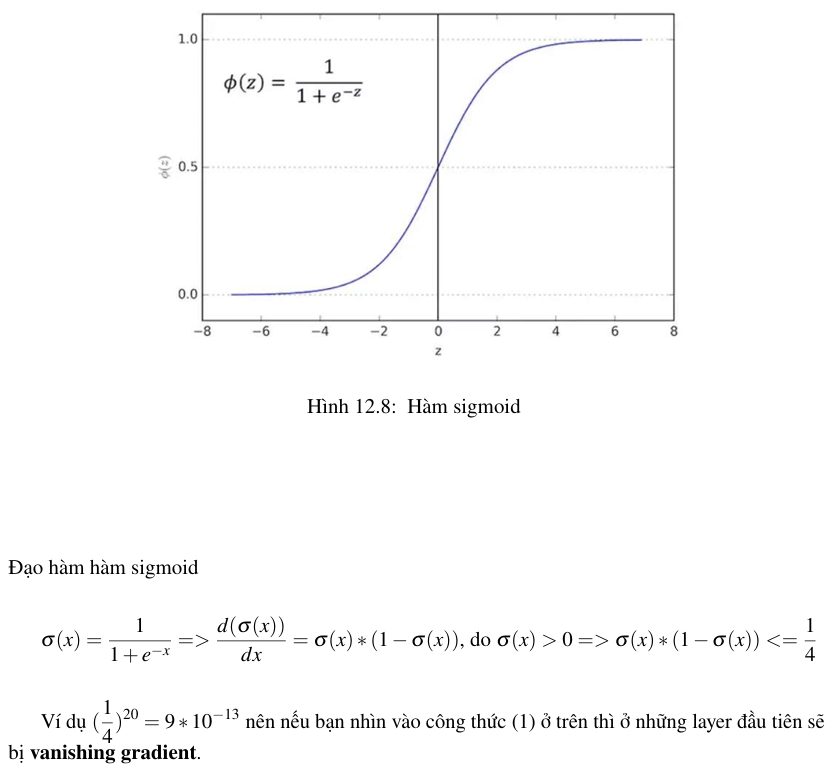 1.0
ϕ(z) = 1 / (1 + e^{-z})
ϕ(z)
0.5
0.0
−8 −6 −4 −2 0 2 4 6 8
z
Hình 12.8: Hàm sigmoid
Đạo hàm hàm sigmoid
σ(x) = 1 / (1 + e^{−x}) => d(σ(x)) / dx = σ(x) ∗ (1 − σ(x)), do σ(x) > 0 => σ(x) ∗ (1 − σ(x)) <= 1/4
Ví dụ (1/4)^{20} = 9 ∗ 10^{−13} nên nếu bạn nhìn vào công thức (1) ở trên thì ở những layer đầu tiên sẽ
bị vanishing gradient.